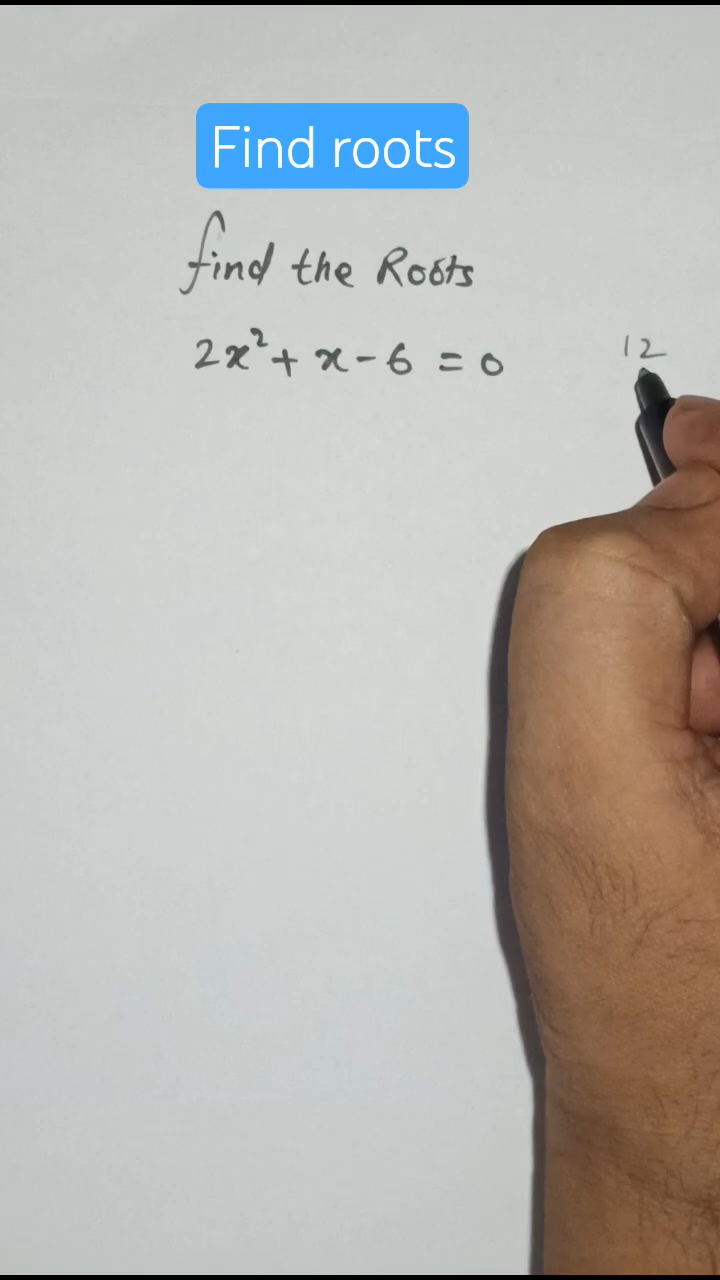 Find roots
find the Roots
2x² + x - 6 = 0
12